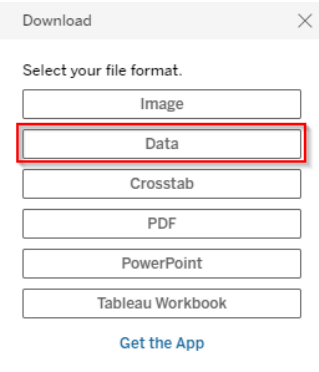 Download
Select your file format.
Image
Data
Crosstab
PDF
PowerPoint
Tableau Workbook
Get the App